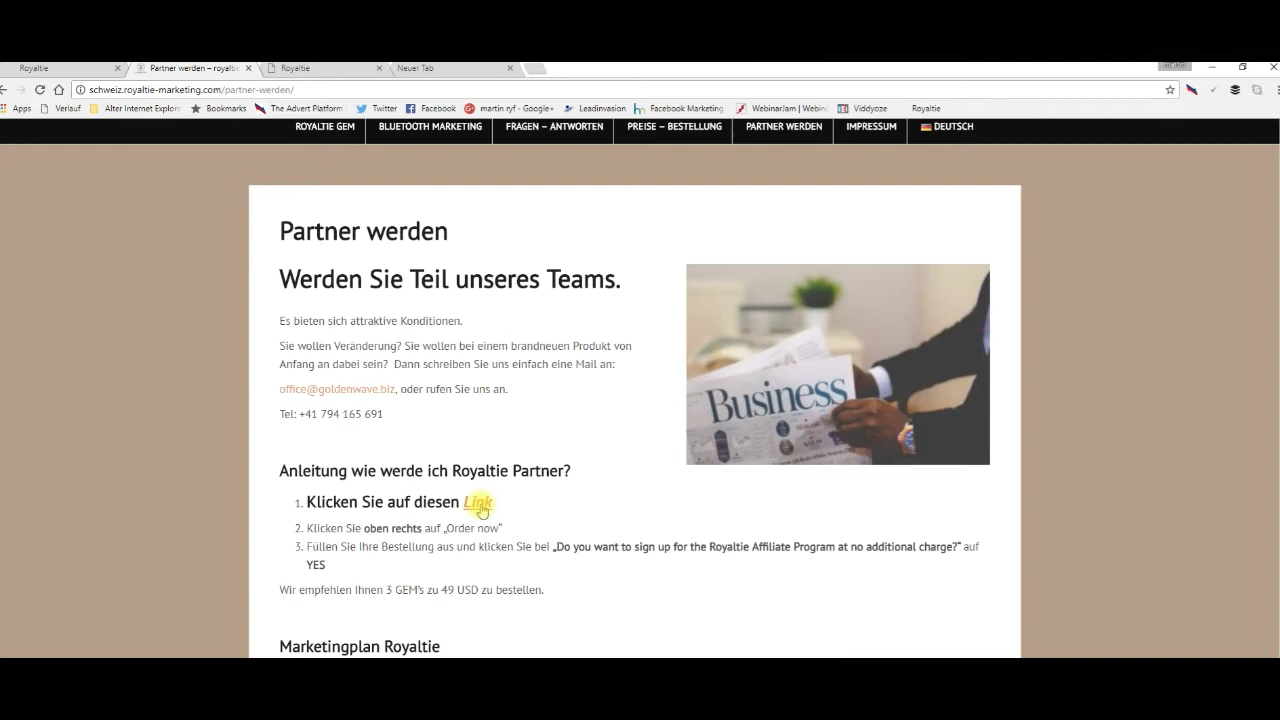 Royaltie
Partner werden – royaltie
Royaltie
Neuer Tab
schweiz.royaltie-marketing.com/partner-werden/
Apps Verlauf Alter Internet Explore Bookmarks The Advert Platform Twitter Facebook martin ryf - Google+ Leadinvasion Facebook Marketing WebinarJam | Webin Viddyoze Royaltie
ROYALTIE GEM BLUETOOTH MARKETING FRAGEN – ANTWORTEN PREISE – BESTELLUNG PARTNER WERDEN IMPRESSUM DEUTSCH
Partner werden
Werden Sie Teil unseres Teams.
Es bieten sich attraktive Konditionen.
Sie wollen Veränderung? Sie wollen bei einem brandneuen Produkt von
Anfang an dabei sein? Dann schreiben Sie uns einfach eine Mail an:
office@goldenwave.biz, oder rufen Sie uns an.
Tel: +41 794 165 691
Business
Anleitung wie werde ich Royaltie Partner?
1. Klicken Sie auf diesen Link
2. Klicken Sie oben rechts auf „Order now“
3. Füllen Sie Ihre Bestellung aus und klicken Sie bei „Do you want to sign up for the Royaltie Affiliate Program at no additional charge?“ auf
YES
Wir empfehlen Ihnen 3 GEM's zu 49 USD zu bestellen.
Marketingplan Royaltie